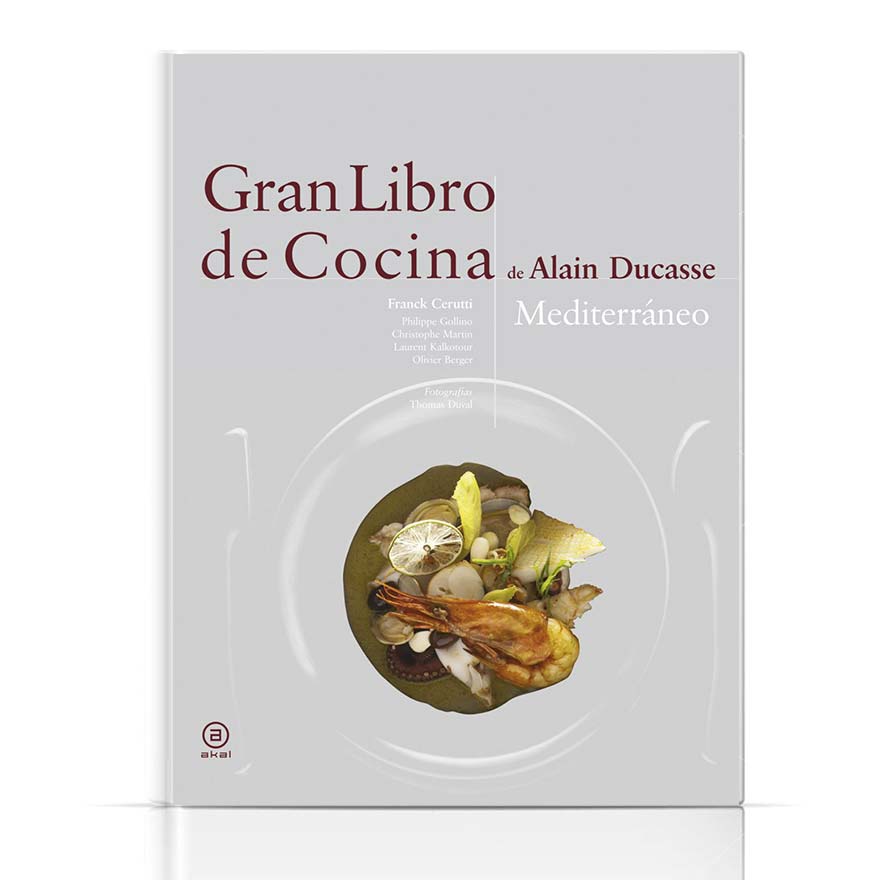 Gran Libro
de Cocina de Alain Ducasse
Mediterráneo
Franck Cerutti
Philippe Gollino
Christophe Martin
Laurent Kalkotour
Olivier Berger
Fotografías
Thomas Duval
a
akal